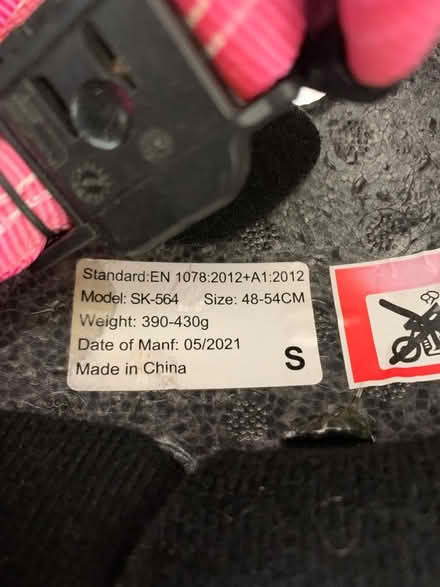 Standard:EN 1078:2012+A1:2012
Model: SK-564 Size: 48-54CM
Weight: 390-430g
Date of Manf: 05/2021
Made in China
S